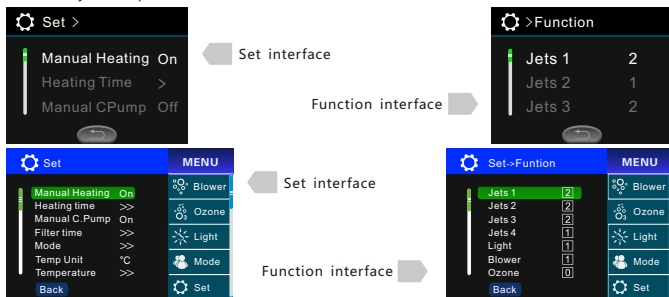 Set >
Manual Heating On
Heating Time >
Manual CPump Off
Set interface
>Function
Jets 1 2
Jets 2 1
Jets 3 2
Function interface
Set
MENU
Manual Heating On
Heating time >>
Manual C.Pump On
Filter time >>
Mode >>
Temp Unit °C
Temperature >>
Back
Blower
O₃ Ozone
Light
Mode
Set
Set interface
Set->Funtion
MENU
Jets 1 2
Jets 2 2
Jets 3 2
Jets 4 1
Light 1
Blower 1
Ozone 0
Back
Blower
O₃ Ozone
Light
Mode
Set
Function interface